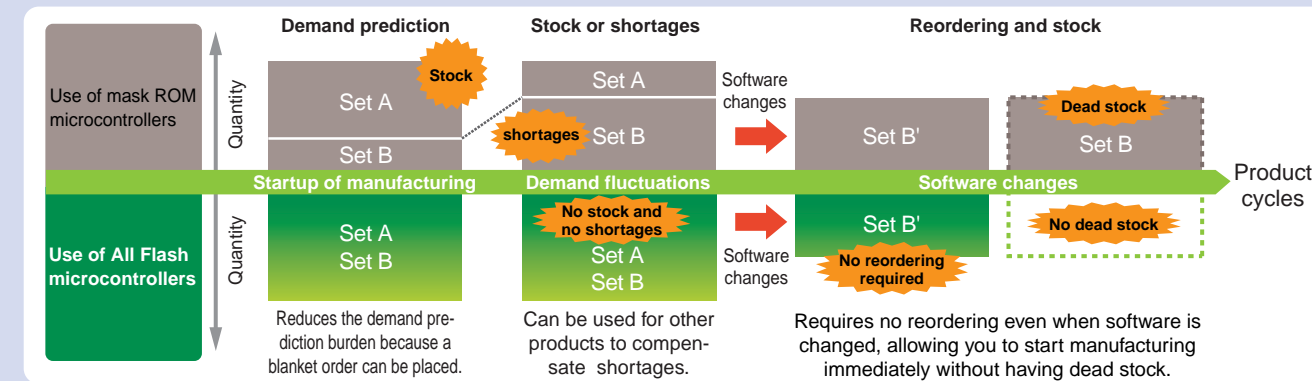 Demand prediction
Stock or shortages
Reordering and stock
Use of mask ROM
microcontrollers
Quantity
Set A
Stock
Set B
Set A
shortages
Set B
Software
changes
Set B'
Dead stock
Set B
Startup of manufacturing
Demand fluctuations
Software changes
Product
cycles
Use of All Flash
microcontrollers
Quantity
Set A
Set B
No stock and
no shortages
Set A
Set B
Software
changes
Set B'
No reordering
required
No dead stock
Reduces the demand pre-
diction burden because a
blanket order can be placed.
Can be used for other
products to compen-
sate shortages.
Requires no reordering even when software is
changed, allowing you to start manufacturing
immediately without having dead stock.